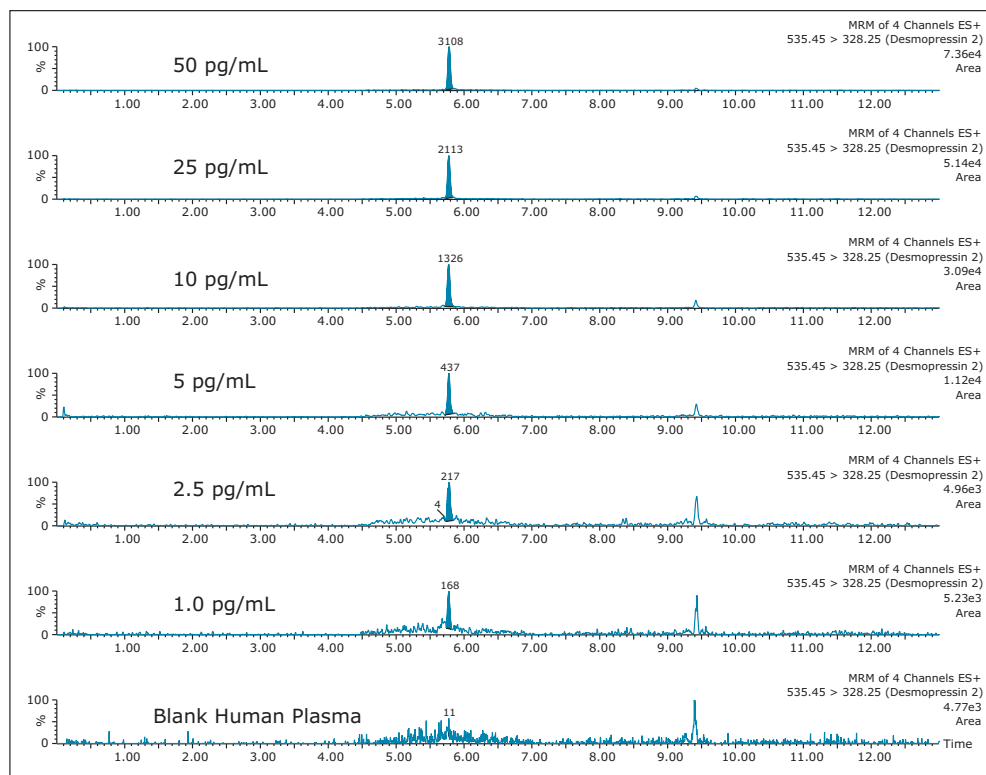 MRM of 4 Channels ES+
535.45 > 328.25 (Desmopressin 2)
7.36e4
Area
3108
100
%
0
50 pg/mL
1.00 2.00 3.00 4.00 5.00 6.00 7.00 8.00 9.00 10.00 11.00 12.00
MRM of 4 Channels ES+
535.45 > 328.25 (Desmopressin 2)
5.14e4
Area
2113
100
%
0
25 pg/mL
1.00 2.00 3.00 4.00 5.00 6.00 7.00 8.00 9.00 10.00 11.00 12.00
MRM of 4 Channels ES+
535.45 > 328.25 (Desmopressin 2)
3.09e4
Area
1326
100
%
0
10 pg/mL
1.00 2.00 3.00 4.00 5.00 6.00 7.00 8.00 9.00 10.00 11.00 12.00
MRM of 4 Channels ES+
535.45 > 328.25 (Desmopressin 2)
1.12e4
Area
437
100
%
0
5 pg/mL
1.00 2.00 3.00 4.00 5.00 6.00 7.00 8.00 9.00 10.00 11.00 12.00
MRM of 4 Channels ES+
535.45 > 328.25 (Desmopressin 2)
4.96e3
Area
217
4
100
%
0
2.5 pg/mL
1.00 2.00 3.00 4.00 5.00 6.00 7.00 8.00 9.00 10.00 11.00 12.00
MRM of 4 Channels ES+
535.45 > 328.25 (Desmopressin 2)
5.23e3
Area
168
100
%
0
1.0 pg/mL
1.00 2.00 3.00 4.00 5.00 6.00 7.00 8.00 9.00 10.00 11.00 12.00
MRM of 4 Channels ES+
535.45 > 328.25 (Desmopressin 2)
4.77e3
Area
11
100
%
0
Blank Human Plasma
Time
1.00 2.00 3.00 4.00 5.00 6.00 7.00 8.00 9.00 10.00 11.00 12.00